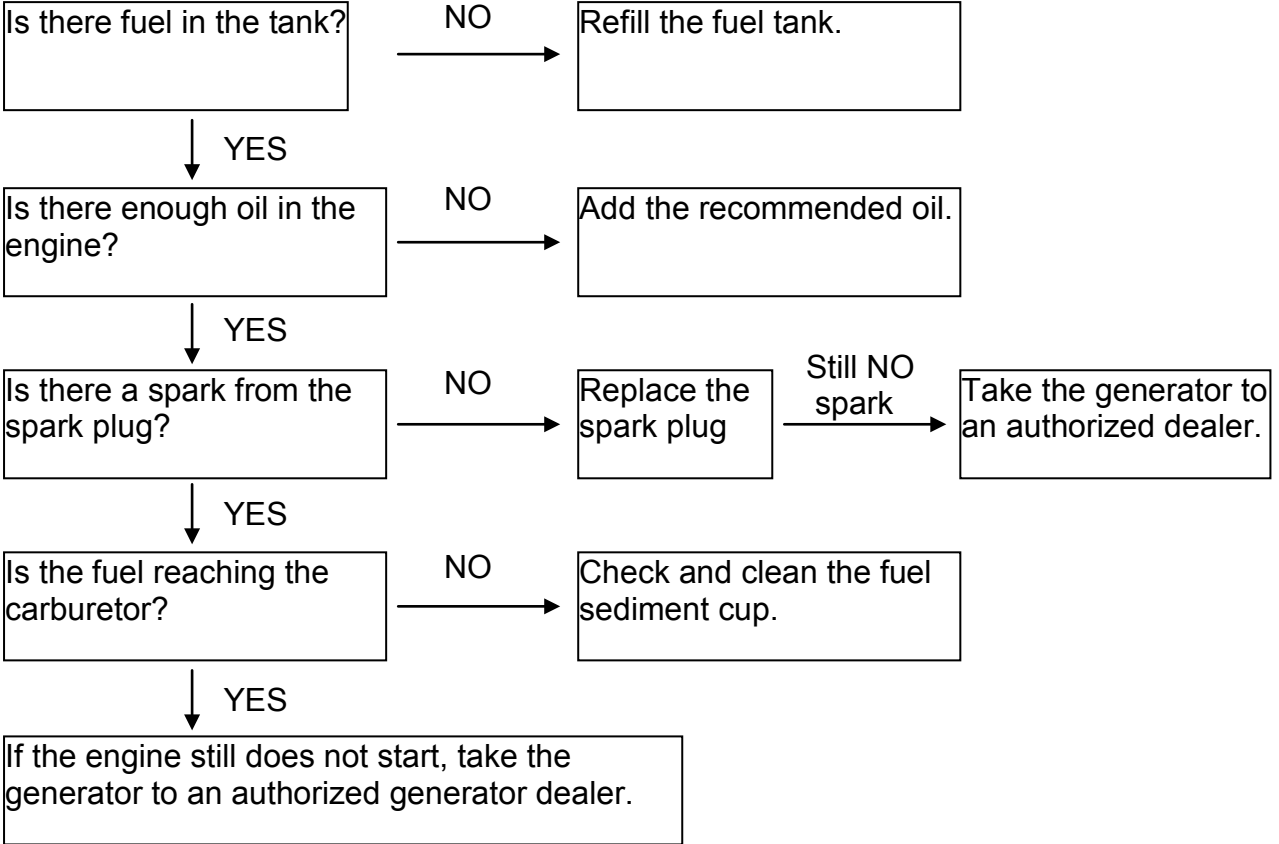 Is there fuel in the tank?
NO
Refill the fuel tank.
YES
Is there enough oil in the
engine?
NO
Add the recommended oil.
YES
Is there a spark from the
spark plug?
NO
Replace the
spark plug
Still NO
spark
Take the generator to
an authorized dealer.
YES
Is the fuel reaching the
carburetor?
NO
Check and clean the fuel
sediment cup.
YES
If the engine still does not start, take the
generator to an authorized generator dealer.